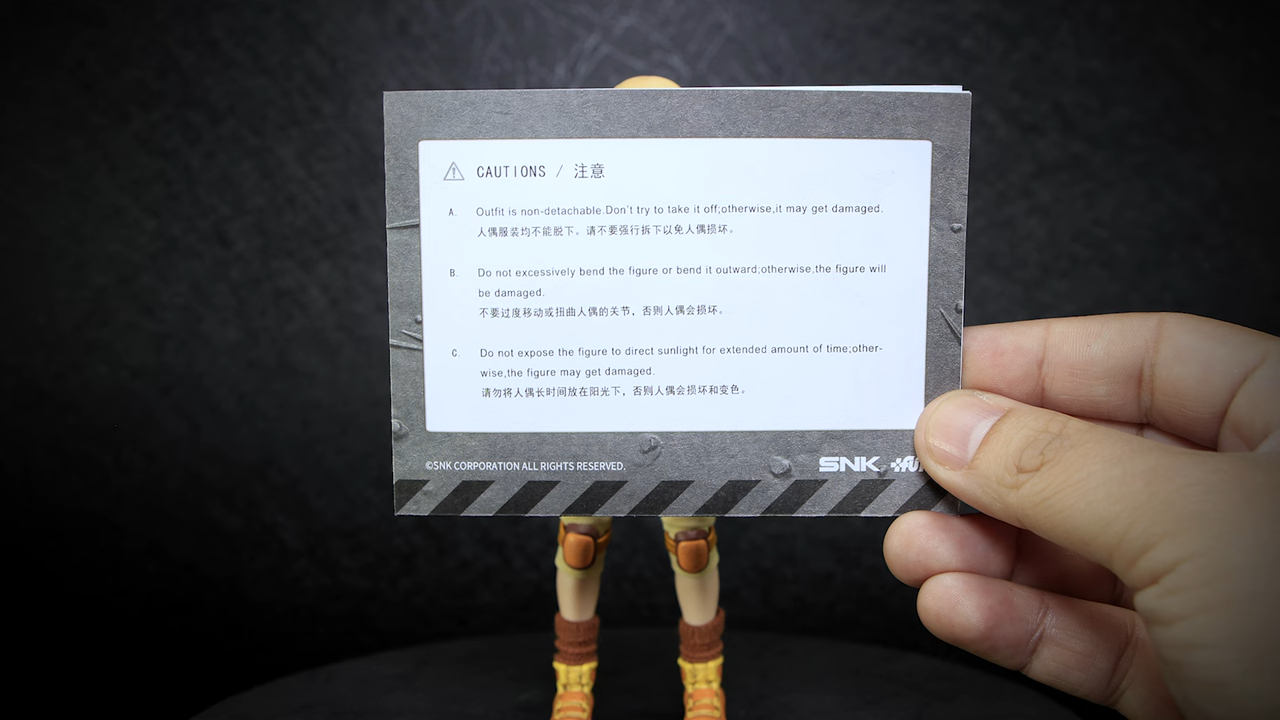 CAUTIONS / 注意
A. Outfit is non-detachable.Don't try to take it off;otherwise,it may get damaged.
人偶服装均不能脱下。请不要强行拆下以免人偶损坏。
B. Do not excessively bend the figure or bend it outward;otherwise,the figure will
be damaged.
不要过度移动或扭曲人偶的关节，否则人偶会损坏。
C. Do not expose the figure to direct sunlight for extended amount of time;other-
wise,the figure may get damaged.
请勿将人偶长时间放在阳光下，否则人偶会损坏和变色。
©SNK CORPORATION ALL RIGHTS RESERVED.
SNK